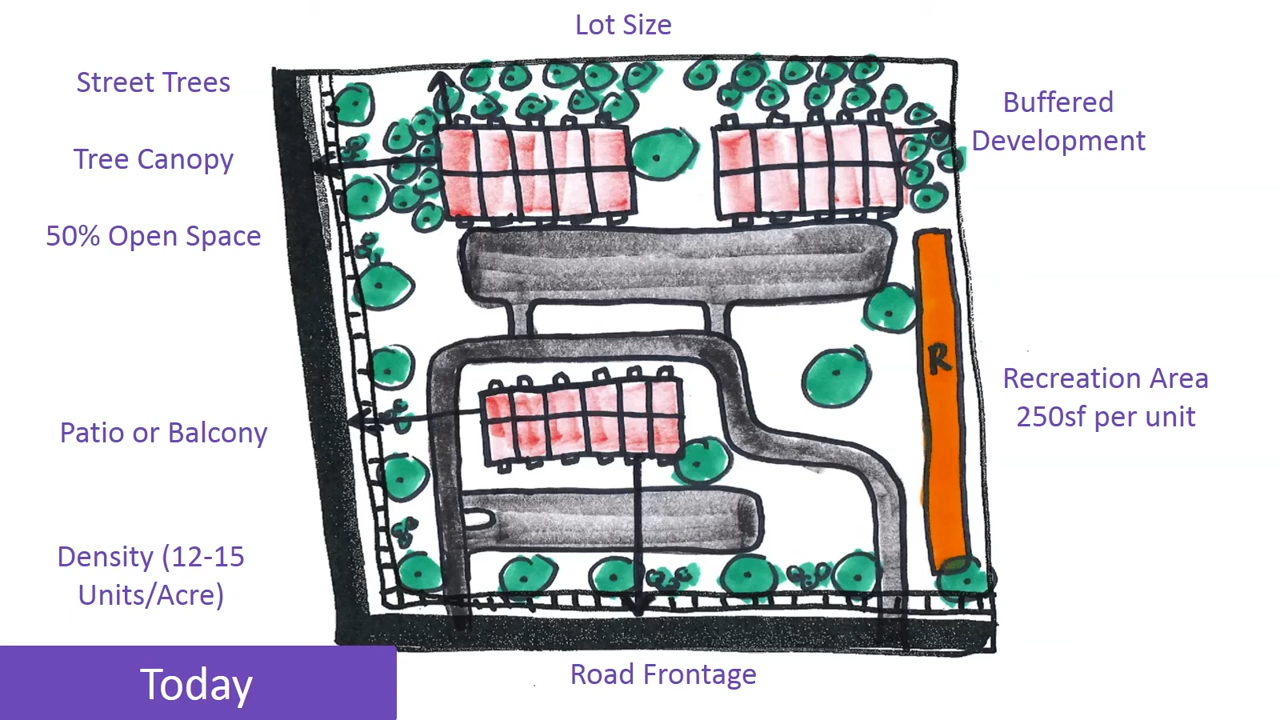 Lot Size
Street Trees
Buffered
Development
Tree Canopy
50% Open Space
R
Recreation Area
250sf per unit
Patio or Balcony
Density (12-15
Units/Acre)
Road Frontage
Today